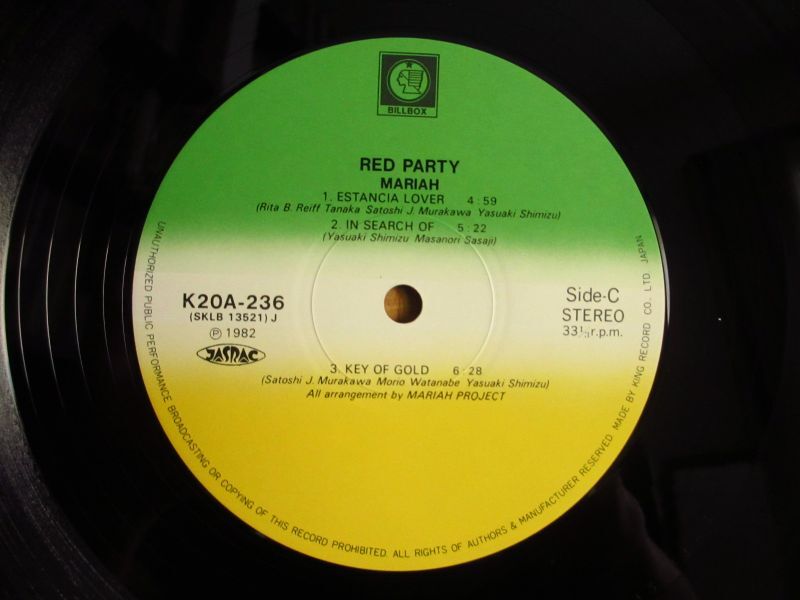 BILLBOX
RED PARTY
MARIAH
1. ESTANCIA LOVER 4:59
(Rita B. Reiff Tanaka Satoshi J. Murakawa Yasuaki Shimizu)
2. IN SEARCH OF 5:22
(Yasuaki Shimizu Masanori Sasaji)
K20A-236
(SKLB 13521) J
Ⓟ 1982
JASRAC
Side-C
STEREO
33⅓ r.p.m.
3. KEY OF GOLD 6:28
(Satoshi J. Murakawa Morio Watanabe Yasuaki Shimizu)
All arrangement by MARIAH PROJECT
UNAUTHORIZED PUBLIC PERFORMANCE BROADCASTING OR COPYING OF THIS RECORD PROHIBITED. ALL RIGHTS OF AUTHORS & MANUFACTURER RESERVED. MADE BY KING RECORD CO., LTD. JAPAN